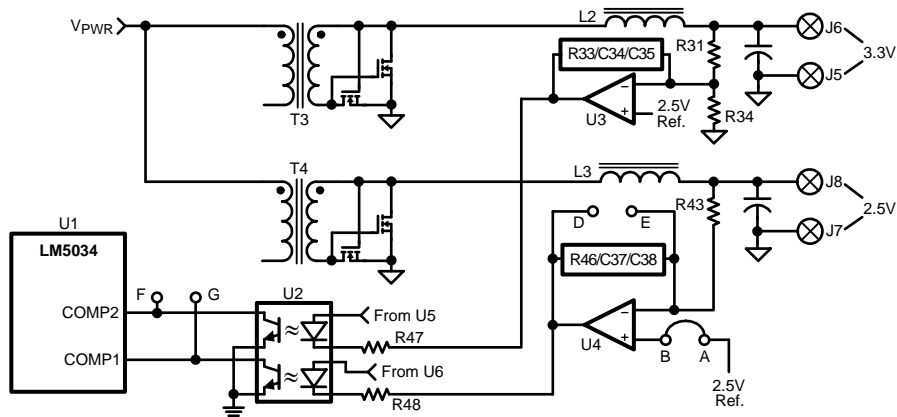 VPWR
L2
J6
R31
R33/C34/C35
3.3V
J5
2.5V
Ref.
U3
R34
T3
T4
L3
J8
R43
2.5V
U1
D
E
J7
LM5034
R46/C37/C38
U2
F
G
COMP2
From U5
R47
U4
B
A
COMP1
From U6
2.5V
Ref.
R48